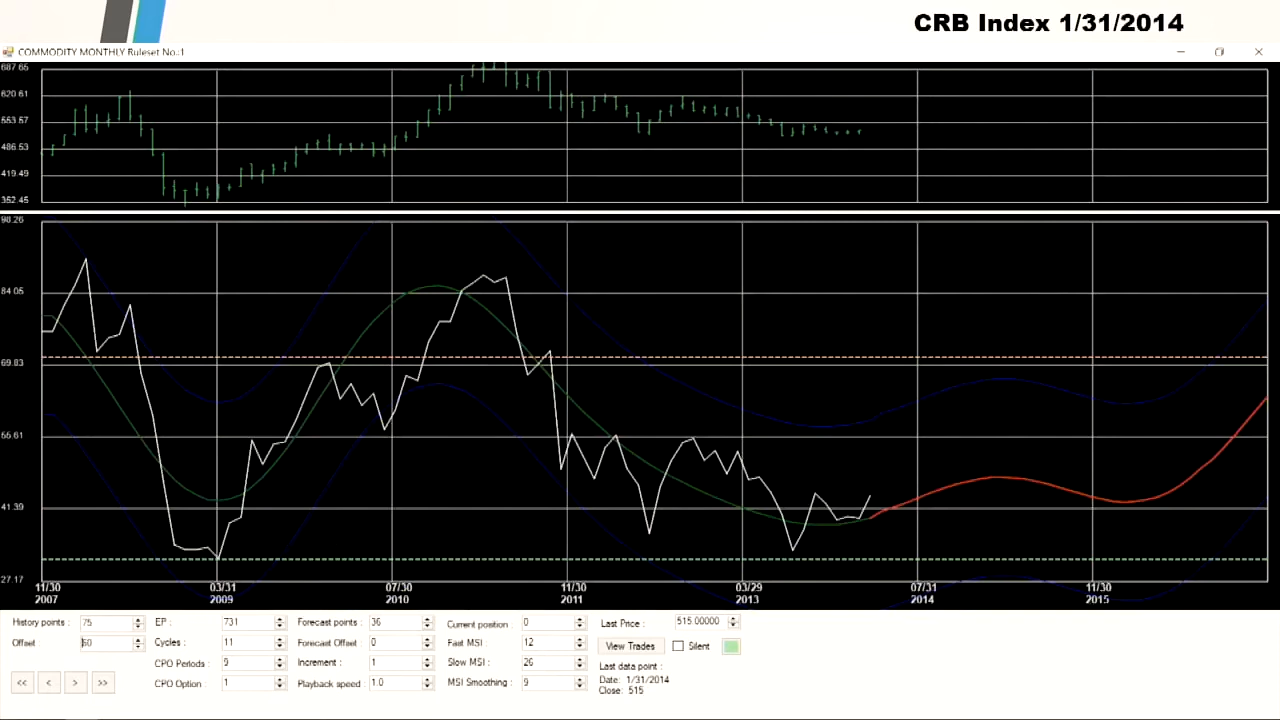 CRB Index 1/31/2014
COMMODITY MONTHLY Ruleset No.:1
687.65
620.61
553.57
486.53
419.49
352.45
98.26
84.05
69.83
55.61
41.39
27.17
11/30 03/31 07/30 11/30 03/29 07/31 11/30
2007 2009 2010 2011 2013 2014 2015
History points : 75 EP : 731 Forecast points : 36 Current position : 0 Last Price : 515.00000
Offset 60 Cycles : 11 Forecast Offset : 0 Fast MSI : 12 View Trades Silent
CPO Periods : 9 Increment : 1 Slow MSI : 26 Last data point :
<< < > >> CPO Option : 1 Playback speed : 1.0 MSI Smoothing : 9 Date: 1/31/2014
Close: 515